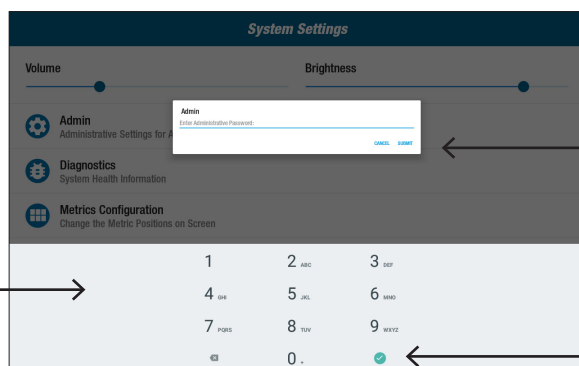 System Settings
Volume
Brightness
Admin
Administrative Settings for A
Admin
Enter Administrative Password:
CANCEL SUBMIT
Diagnostics
System Health Information
Metrics Configuration
Change the Metric Positions on Screen
1 2 ABC 3 DEF
4 GHI 5 JKL 6 MNO
7 PQRS 8 TUV 9 WXYZ
0